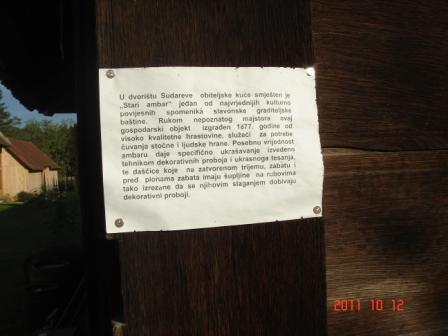 U dvorištu Sudareve obiteljske kuće smješten je
„Stari ambar" jedan od najvrjednijih kulturno
povijesnih spomenika slavonske graditeljske
baštine. Rukom nepoznatog majstora ovaj
gospodarski objekt izgrađen 1677. godine od
visoko kvalitetne hrastovine, služeći za potrebe
čuvanja stočne i ljudske hrane. Posebnu vrijednost
ambaru daje specifično ukrašavanje izvedeno
tehnikom dekorativnih proboja i ukrasnoga tesanja,
te daščice koje na zatvorenom trijemu, zabatu i
pred pionama zabata imaju šupljine na rubovima
tako izrezane da se njihovim slaganjem dobivaju
dekorativni proboji.
2011 10 12